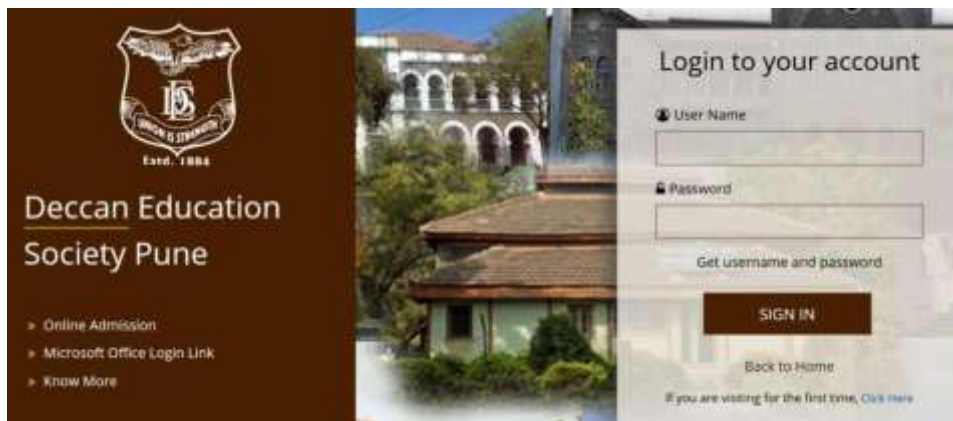 DES
UNION IS STRENGTH
Estd. 1884
Deccan Education
Society Pune
» Online Admission
» Microsoft Office Login Link
» Know More
Login to your account
User Name
Password
Get username and password
SIGN IN
Back to Home
If you are visiting for the first time, Click Here